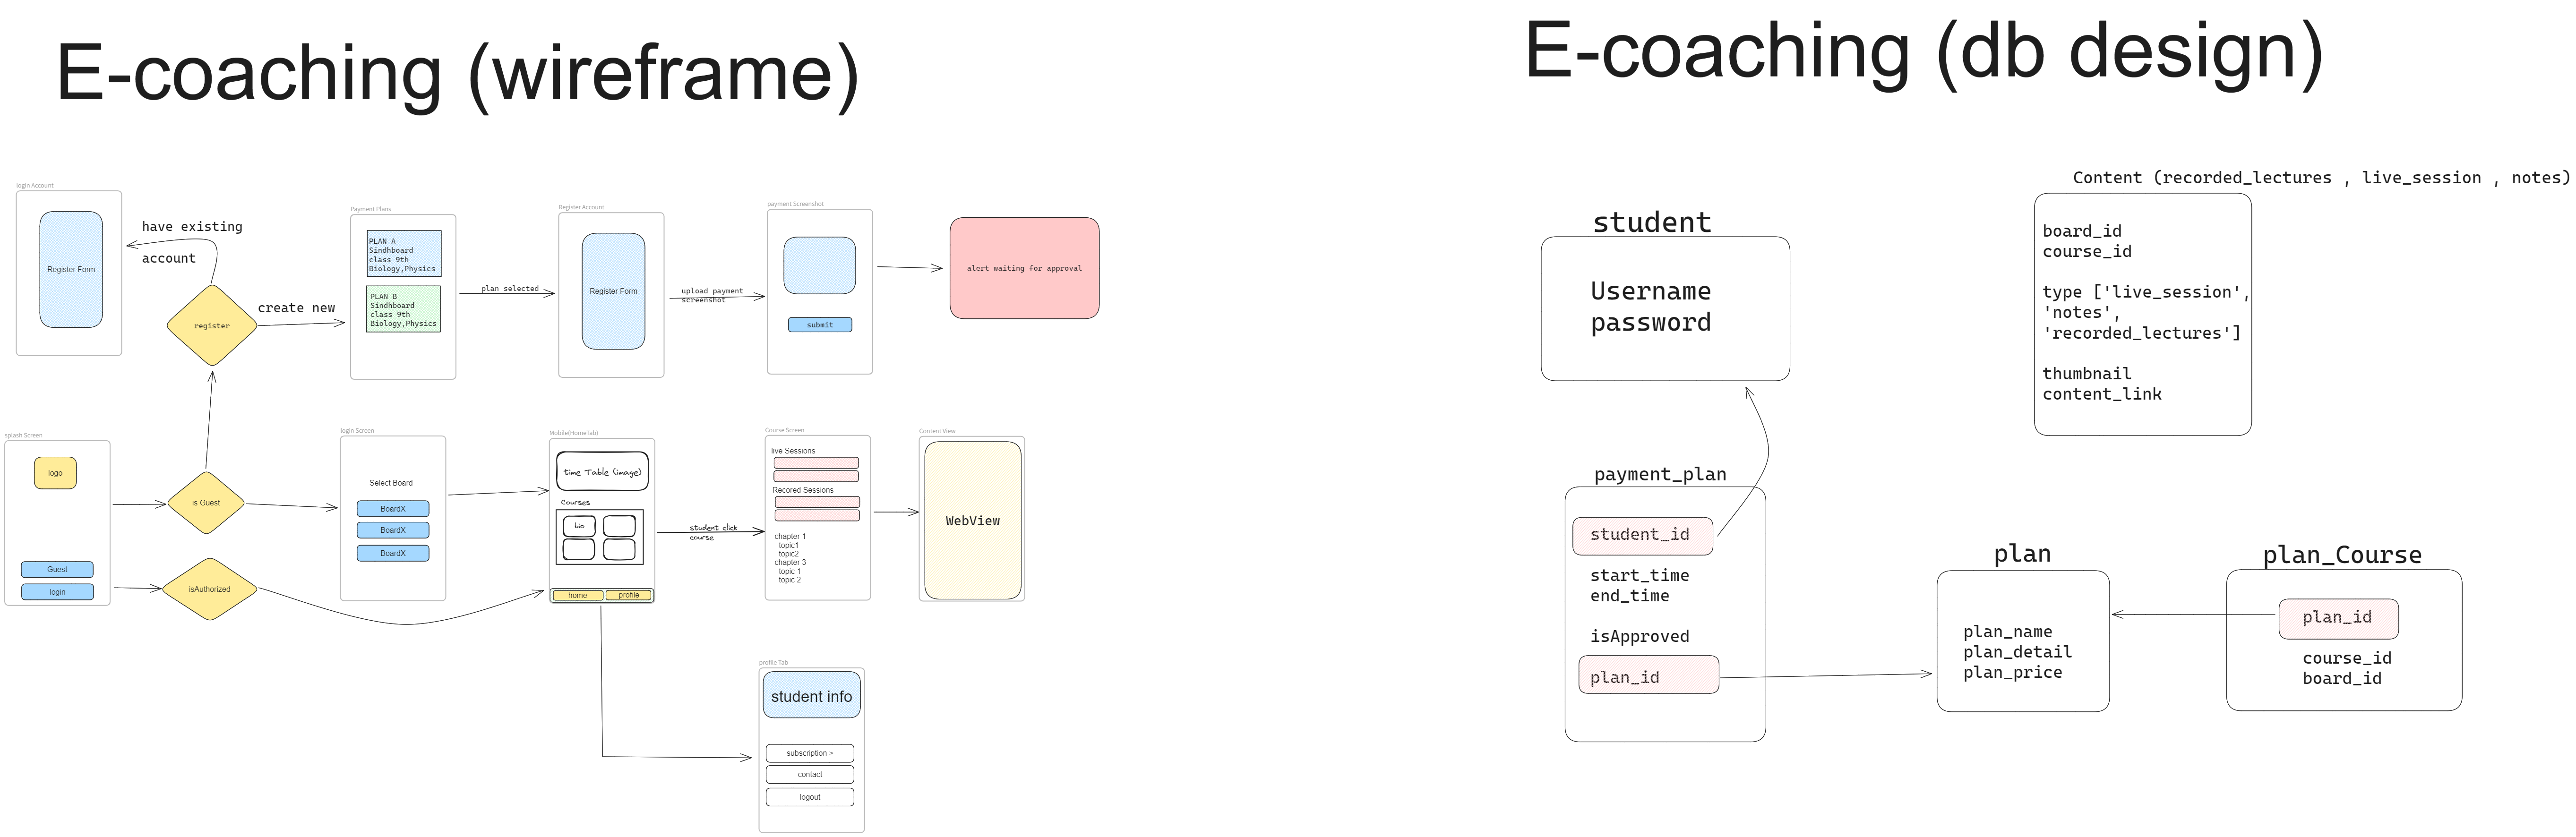 E-coaching (wireframe)
login Account
Register Form
have existing
account
register
create new
Payment Plans
PLAN A
Sindhboard
class 9th
Biology,Physics
PLAN B
Sindhboard
class 9th
Biology,Physics
plan selected
Register Account
Register Form
upload payment
screenshot
payment Screenshot
submit
alert waiting for approval
splash Screen
logo
Guest
login
is Guest
isAuthorized
login Screen
Select Board
BoardX
BoardX
BoardX
Mobile(HomeTab)
time Table (image)
Courses
bio
home
profile
student click
course
Course Screen
live Sessions
Recored Sessions
chapter 1
topic1
topic2
chapter 3
topic 1
topic 2
Content View
WebView
profile Tab
student info
subscription >
contact
logout
E-coaching (db design)
student
Username
password
Content (recorded_lectures , live_session , notes)
board_id
course_id
type ['live_session',
'notes',
'recorded_lectures']
thumbnail
content_link
payment_plan
student_id
start_time
end_time
isApproved
plan_id
plan
plan_name
plan_detail
plan_price
plan_Course
plan_id
course_id
board_id